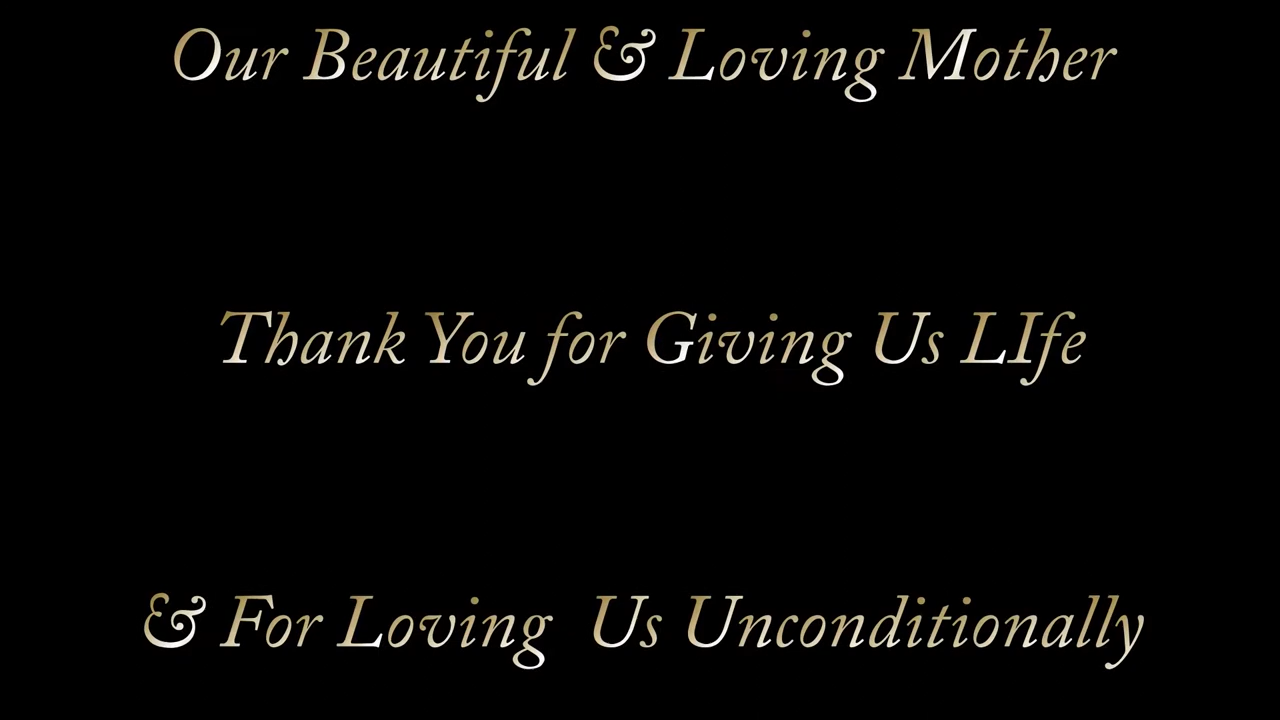 Our Beautiful & Loving Mother
Thank You for Giving Us LIfe
& For Loving  Us Unconditionally